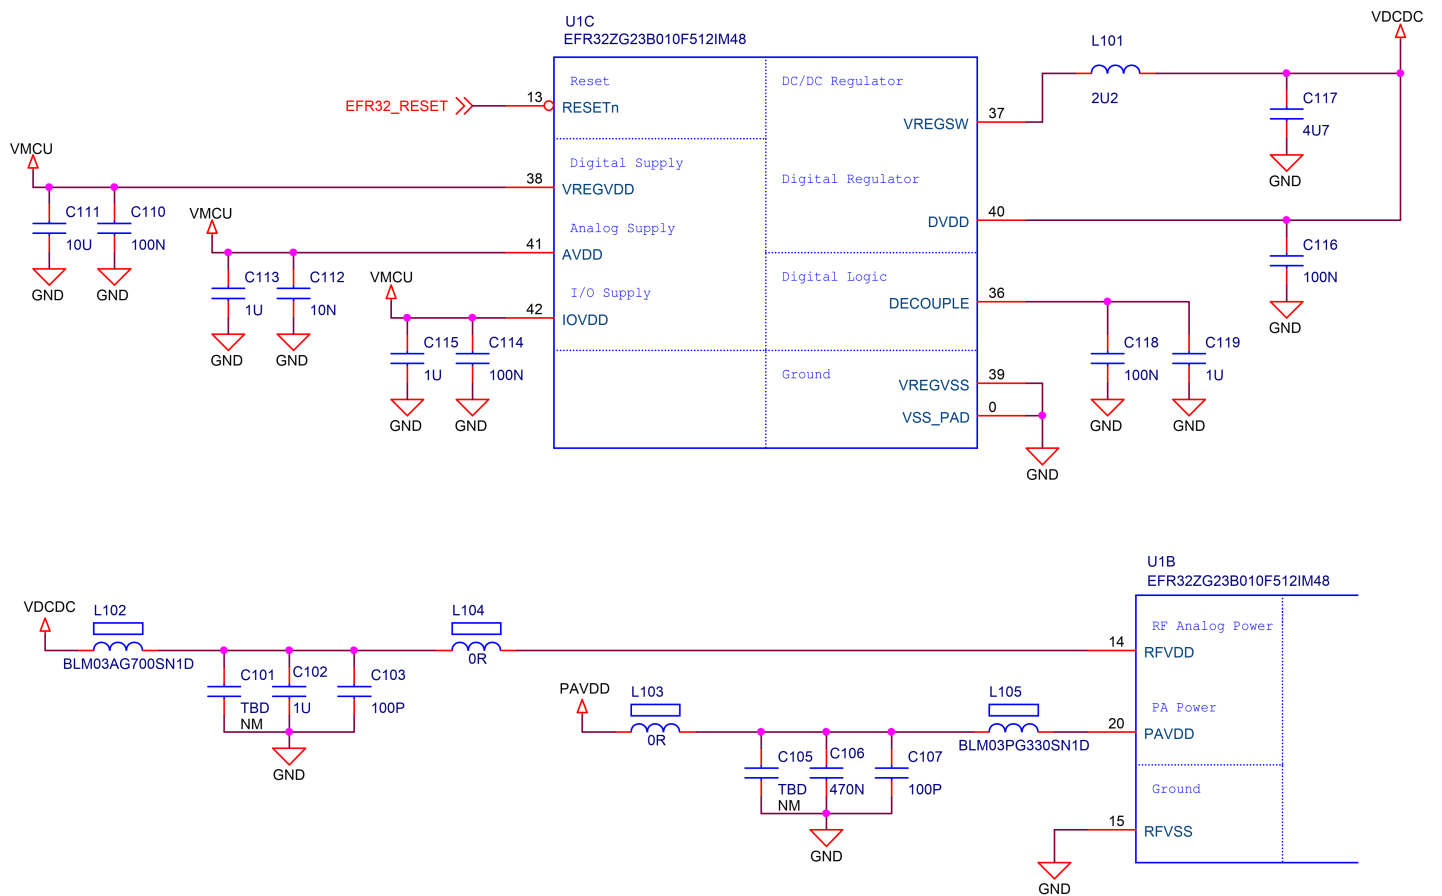 U1C
EFR32ZG23B010F512IM48
VDCDC
L101
2U2
Reset
DC/DC Regulator
EFR32_RESET
13
RESETn
C117
4U7
GND
37
VREGSW
VMCU
Digital Supply
38
VREGVDD
Digital Regulator
C111
10U
C110
100N
GND
GND
VMCU
Analog Supply
41
AVDD
40
DVDD
C116
100N
GND
C113
1U
C112
10N
GND
GND
VMCU
I/O Supply
42
IOVDD
Digital Logic
36
DECOUPLE
C115
1U
C114
100N
GND
GND
C118
100N
C119
1U
GND
GND
Ground
39
VREGVSS
0
VSS_PAD
GND
U1B
EFR32ZG23B010F512IM48
VDCDC
L102
BLM03AG700SN1D
L104
0R
RF Analog Power
14
RFVDD
C101
TBD
NM
C102
1U
C103
100P
GND
PAVDD
L103
0R
L105
BLM03PG330SN1D
PA Power
20
PAVDD
C105
TBD
NM
C106
470N
C107
100P
GND
Ground
15
RFVSS
GND